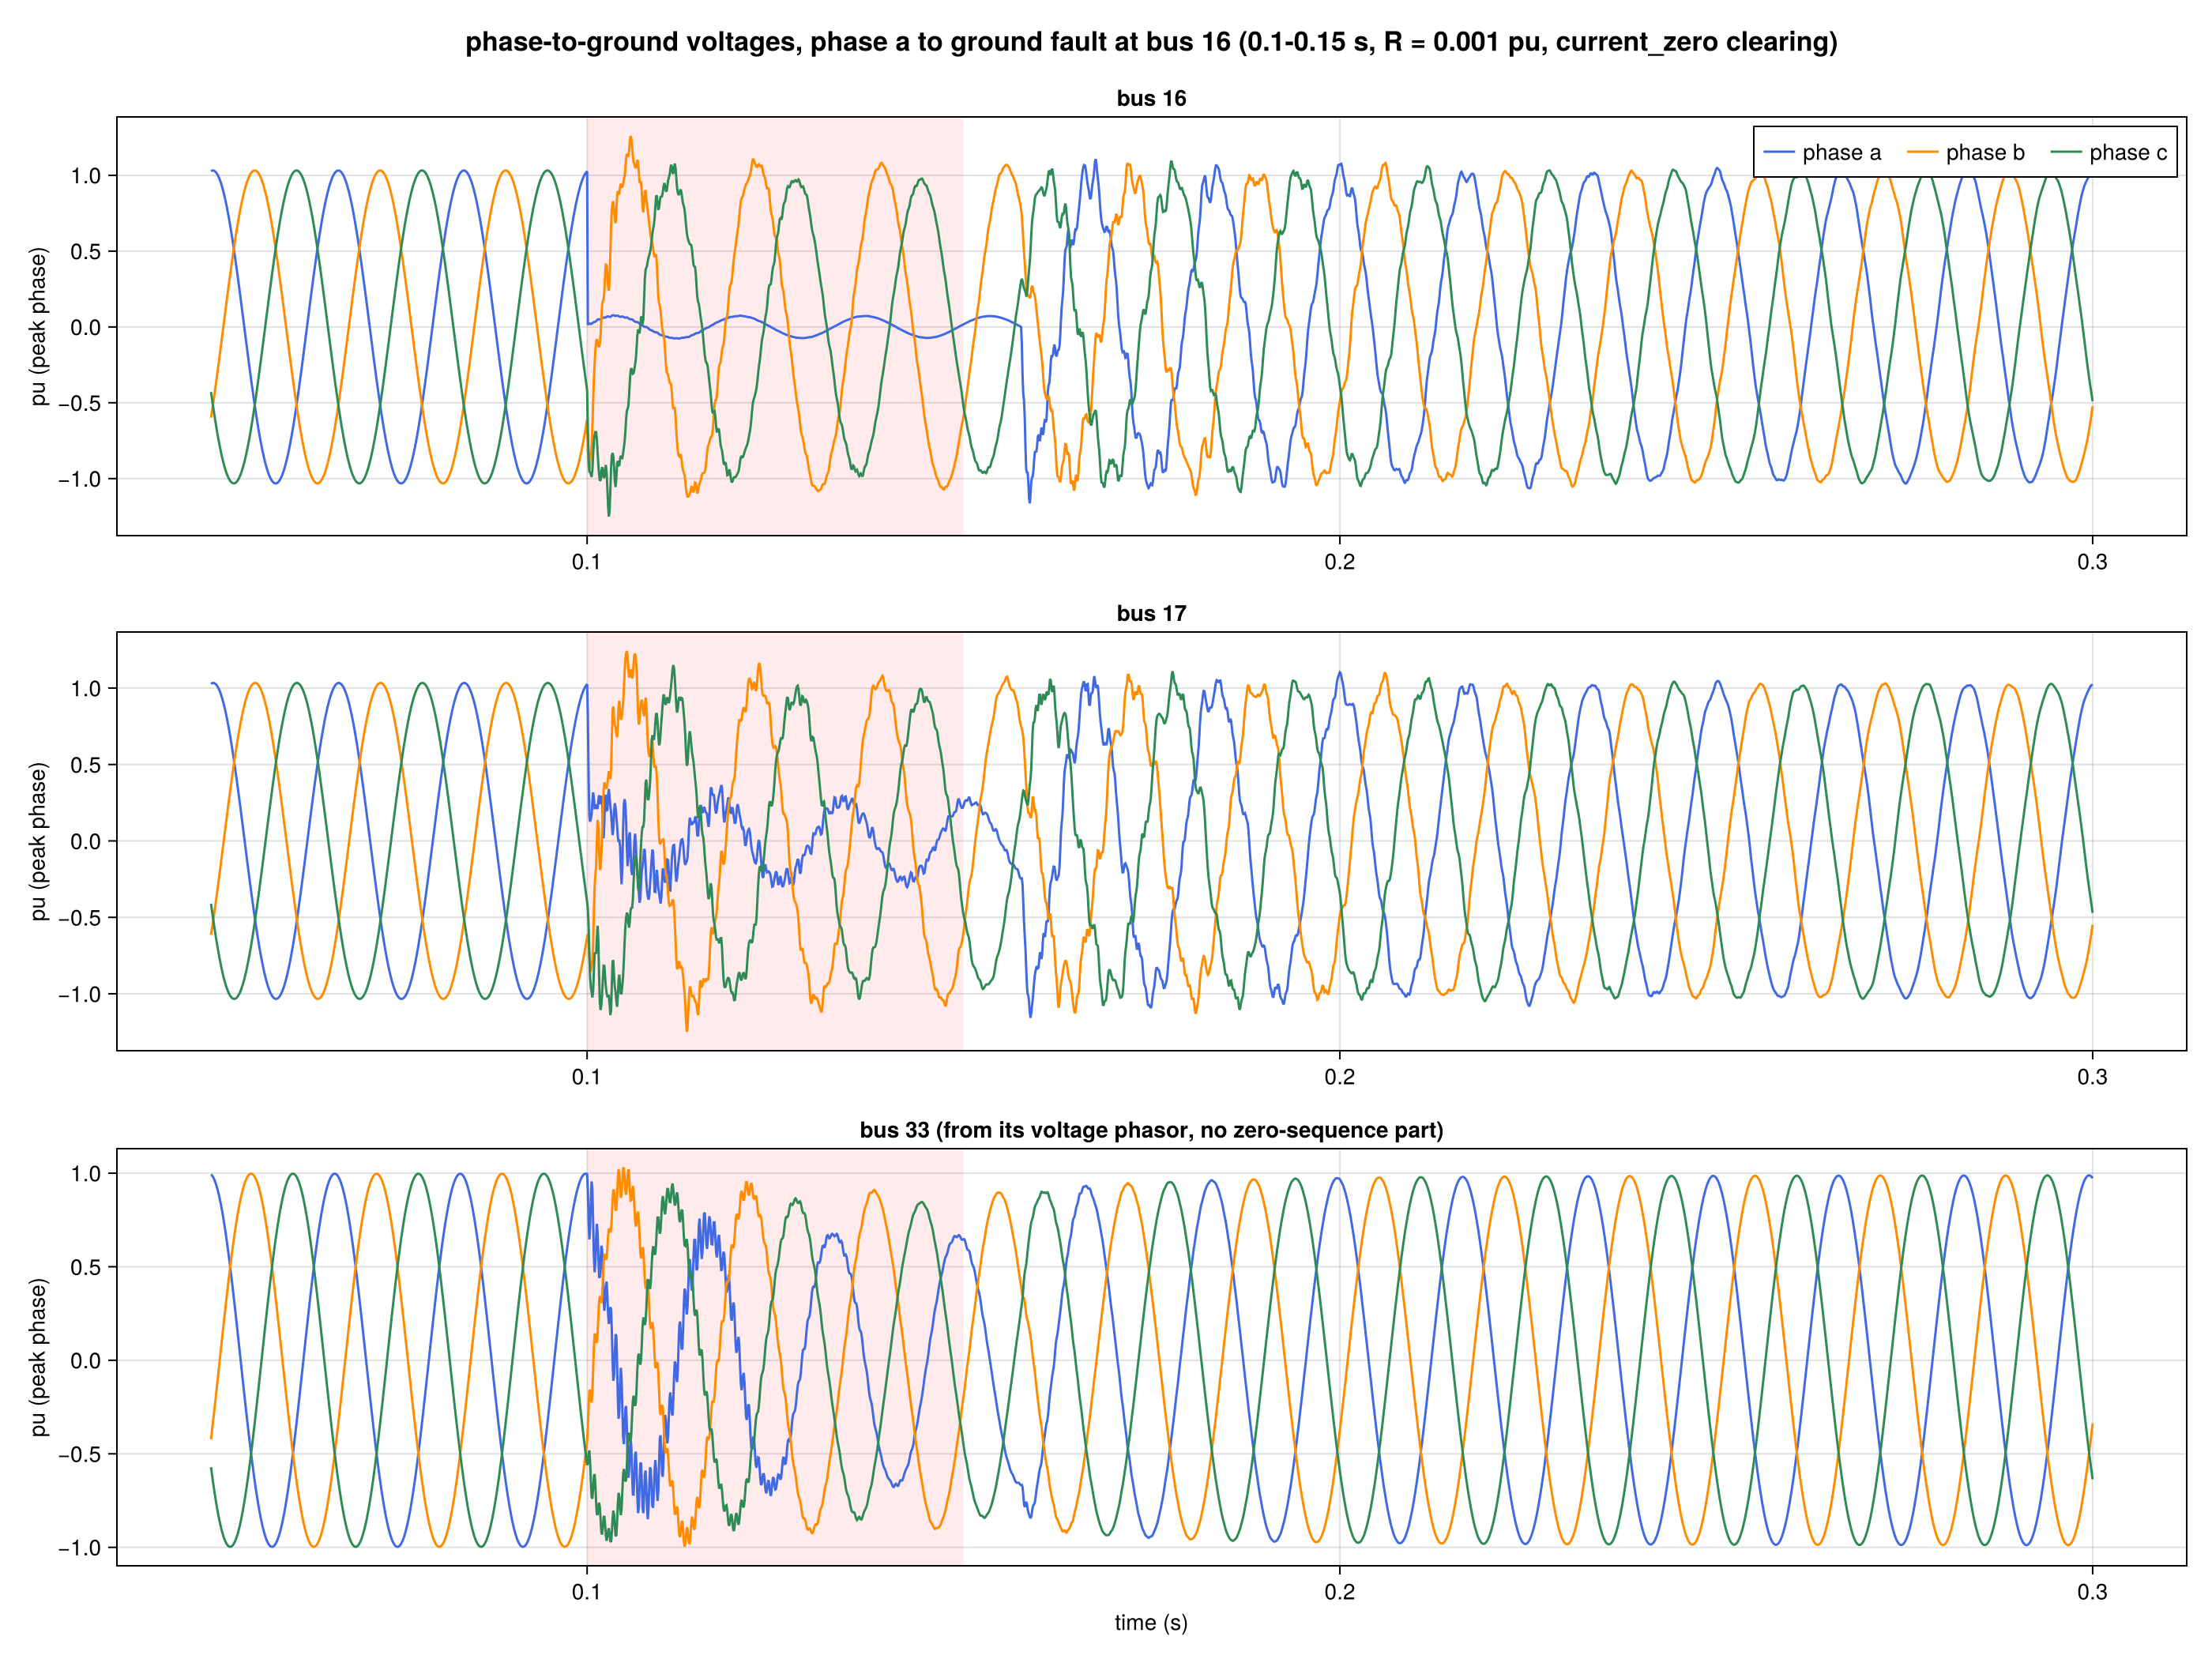 phase-to-ground voltages, phase a to ground fault at bus 16 (0.1-0.15 s, R = 0.001 pu, current_zero clearing)
bus 16
phase a phase b phase c
pu (peak phase)
1.0
0.5
0.0
−0.5
−1.0
0.1 0.2 0.3
bus 17
pu (peak phase)
1.0
0.5
0.0
−0.5
−1.0
0.1 0.2 0.3
bus 33 (from its voltage phasor, no zero-sequence part)
pu (peak phase)
1.0
0.5
0.0
−0.5
−1.0
0.1 0.2 0.3
time (s)